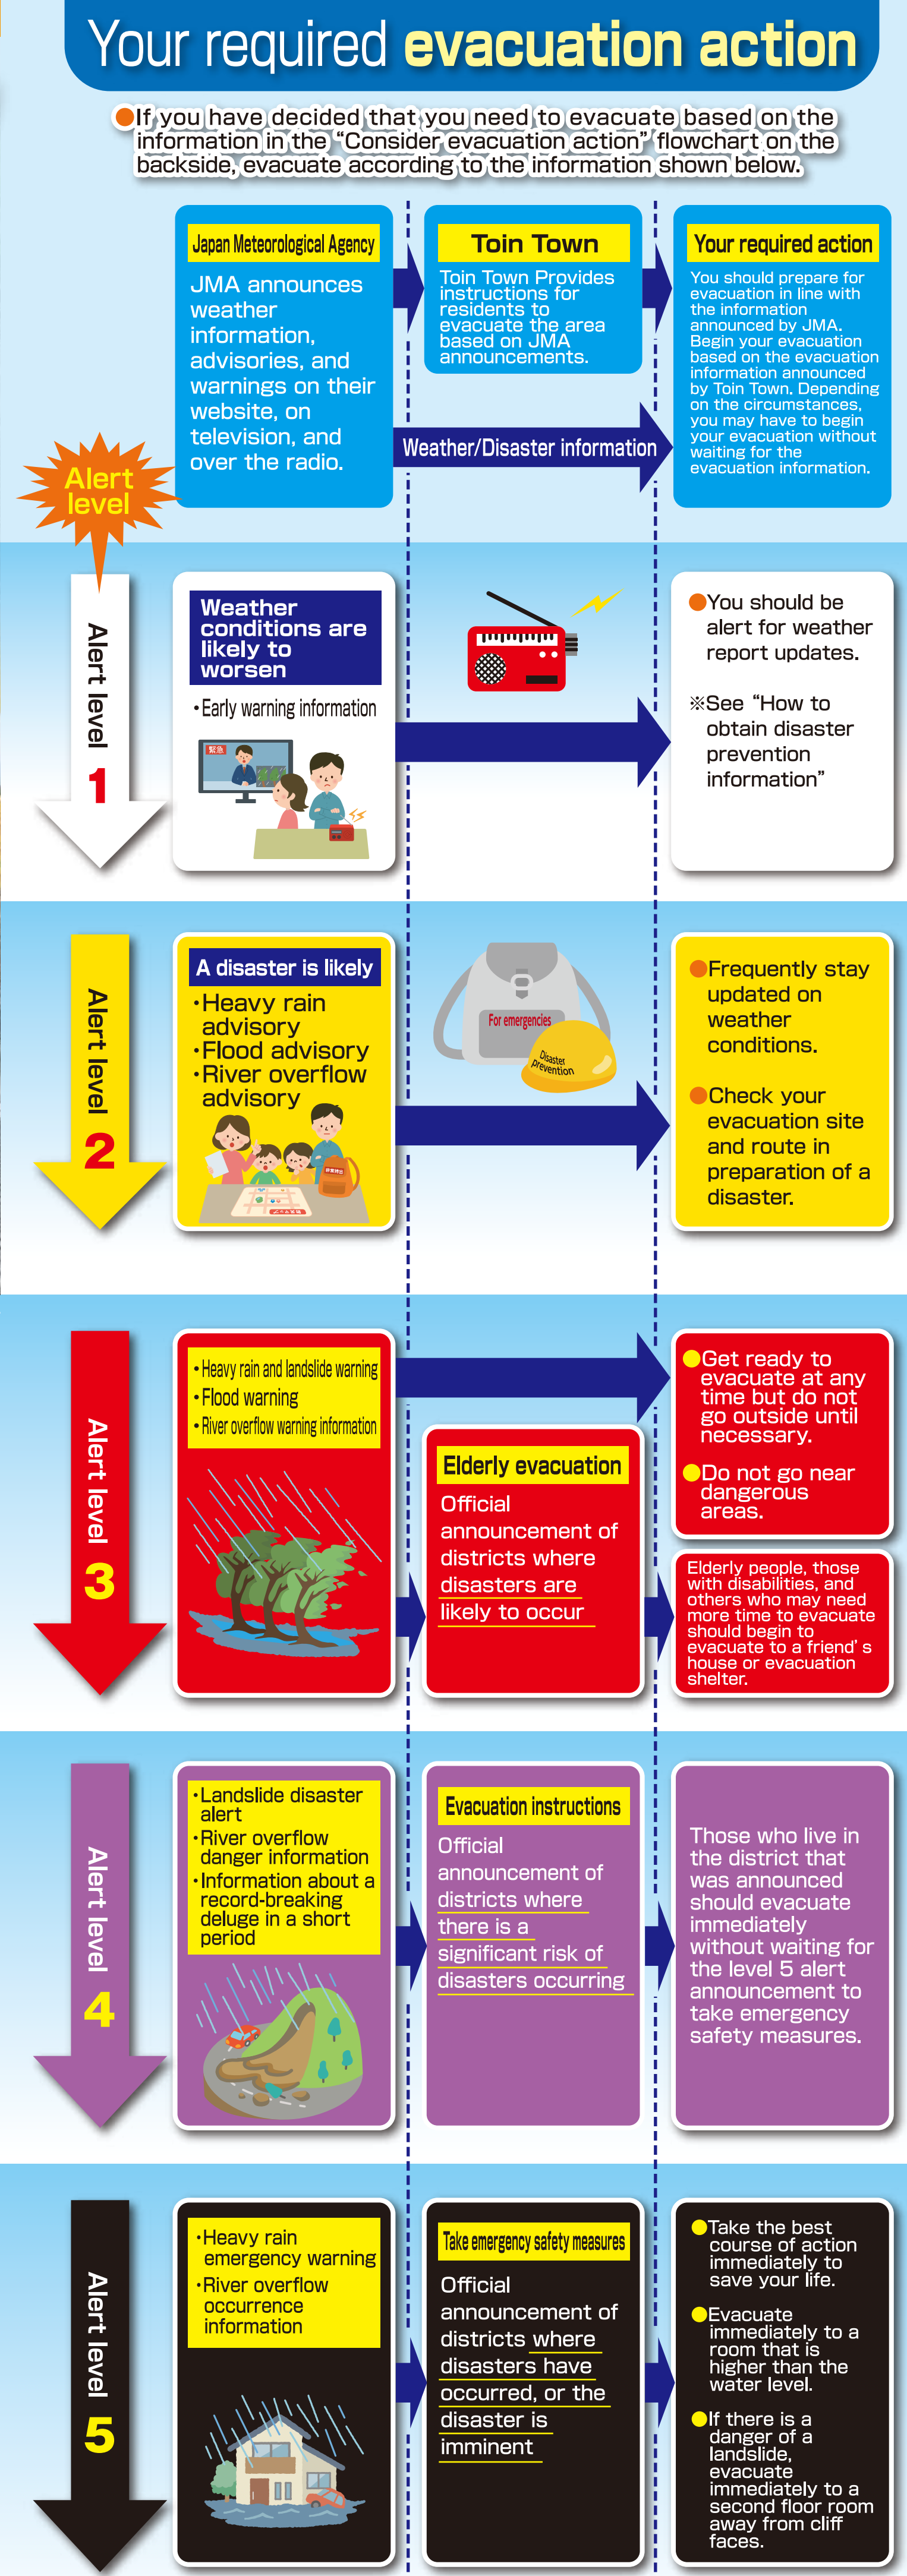 Your required evacuation action
●If you have decided that you need to evacuate based on the
information in the “Consider evacuation action” flowchart on the
backside, evacuate according to the information shown below.
Japan Meteorological Agency
JMA announces
weather
information,
advisories, and
warnings on their
website, on
television, and
over the radio.
Toin Town
Toin Town Provides
instructions for
residents to
evacuate the area
based on JMA
announcements.
Your required action
You should prepare for
evacuation in line with
the information
announced by JMA.
Begin your evacuation
based on the evacuation
information announced
by Toin Town. Depending
on the circumstances,
you may have to begin
your evacuation without
waiting for the
evacuation information.
Weather/Disaster information
Alert
level
Alert level 1
Weather
conditions are
likely to
worsen
・Early warning information
緊急
●You should be
alert for weather
report updates.
※See “How to
obtain disaster
prevention
information”
Alert level 2
A disaster is likely
・Heavy rain
advisory
・Flood advisory
・River overflow
advisory
For emergencies
Disaster
prevention
●Frequently stay
updated on
weather
conditions.
●Check your
evacuation site
and route in
preparation of a
disaster.
Alert level 3
・Heavy rain and landslide warning
・Flood warning
・River overflow warning information
Elderly evacuation
Official
announcement of
districts where
disasters are
likely to occur
●Get ready to
evacuate at any
time but do not
go outside until
necessary.
●Do not go near
dangerous
areas.
Elderly people, those
with disabilities, and
others who may need
more time to evacuate
should begin to
evacuate to a friend’s
house or evacuation
shelter.
Alert level 4
・Landslide disaster
alert
・River overflow
danger information
・Information about a
record-breaking
deluge in a short
period
Evacuation instructions
Official
announcement of
districts where
there is a
significant risk of
disasters occurring
Those who live in
the district that
was announced
should evacuate
immediately
without waiting for
the level 5 alert
announcement to
take emergency
safety measures.
Alert level 5
・Heavy rain
emergency warning
・River overflow
occurrence
information
Take emergency safety measures
Official
announcement of
districts where
disasters have
occurred, or the
disaster is
imminent
●Take the best
course of action
immediately to
save your life.
●Evacuate
immediately to a
room that is
higher than the
water level.
●If there is a
danger of a
landslide,
evacuate
immediately to a
second floor room
away from cliff
faces.